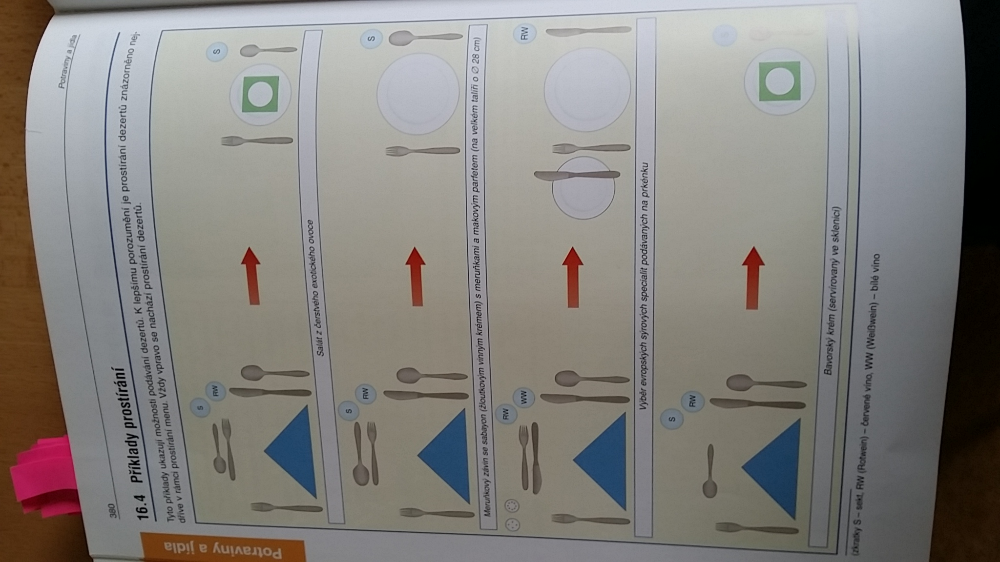 380
Potraviny a jídla
16.4 Příklady prostírání
Tyto příklady ukazují možnosti podávání dezertů. K lepšímu porozumění je prostírání dezertů znázorněno nej-
dříve v rámci prostírání menu. Vždy vpravo se nachází prostírání dezertů.
S
RW
S
Salát z čerstvého exotického ovoce
S
RW
S
Meruňkový závin se sabayon (žloutkovým vinným krémem) s meruňkami a makovým parfetem (na velkém talíři o ∅ 28 cm)
RW
WW
RW
Výběr evropských sýrových specialit podávaných na prkénku
S
RW
S
Bavorský krém (servírovaný ve sklenici)
(zkratky S – sekt, RW (Rotwein) – červené víno, WW (Weißwein) – bílé víno
Potraviny a jídla